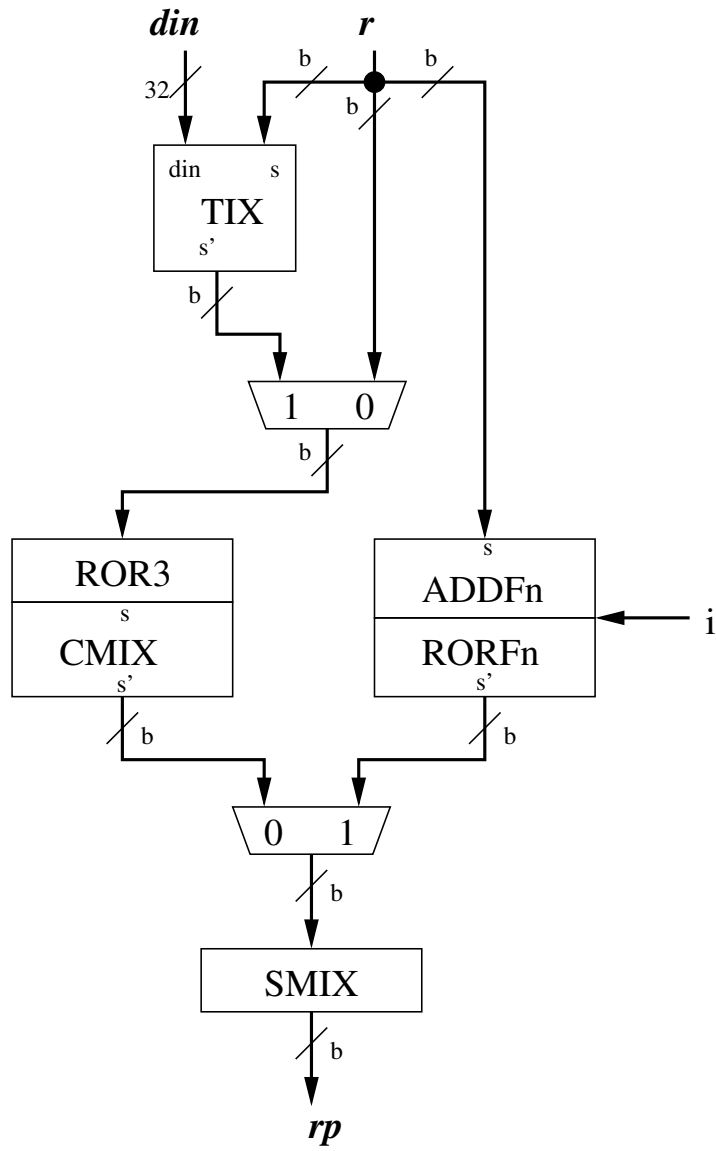 din r
b b
32 b
din s
TIX
s’
b
1 0
b
ROR3
s
CMIX
s’
s
ADDFn
RORFn
s’
i
b b
0 1
b
SMIX
b
rp